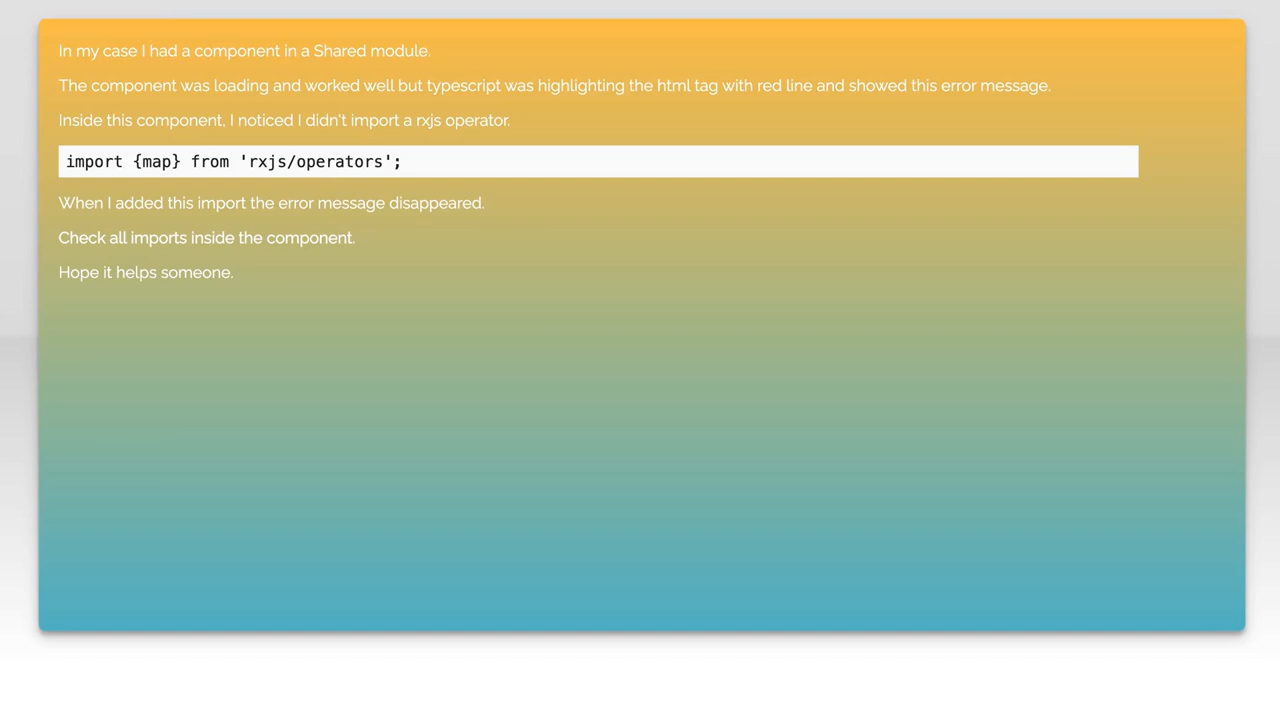 In my case I had a component in a Shared module.
The component was loading and worked well but typescript was highlighting the html tag with red line and showed this error message.
Inside this component, I noticed I didn't import a rxjs operator.
import {map} from 'rxjs/operators';
When I added this import the error message disappeared.
Check all imports inside the component.
Hope it helps someone.